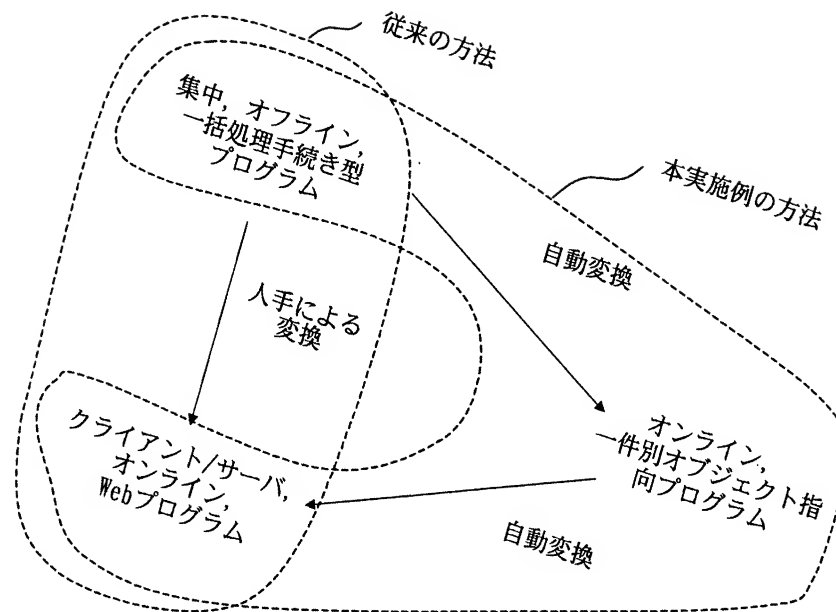 従来の方法
集中, オフライン,
一括処理手続き型
プログラム
本実施例の方法
自動変換
人手による
変換
クライアント/サーバ,
オンライン,
Webプログラム
オンライン,
一件別オブジェクト指
向プログラム
自動変換